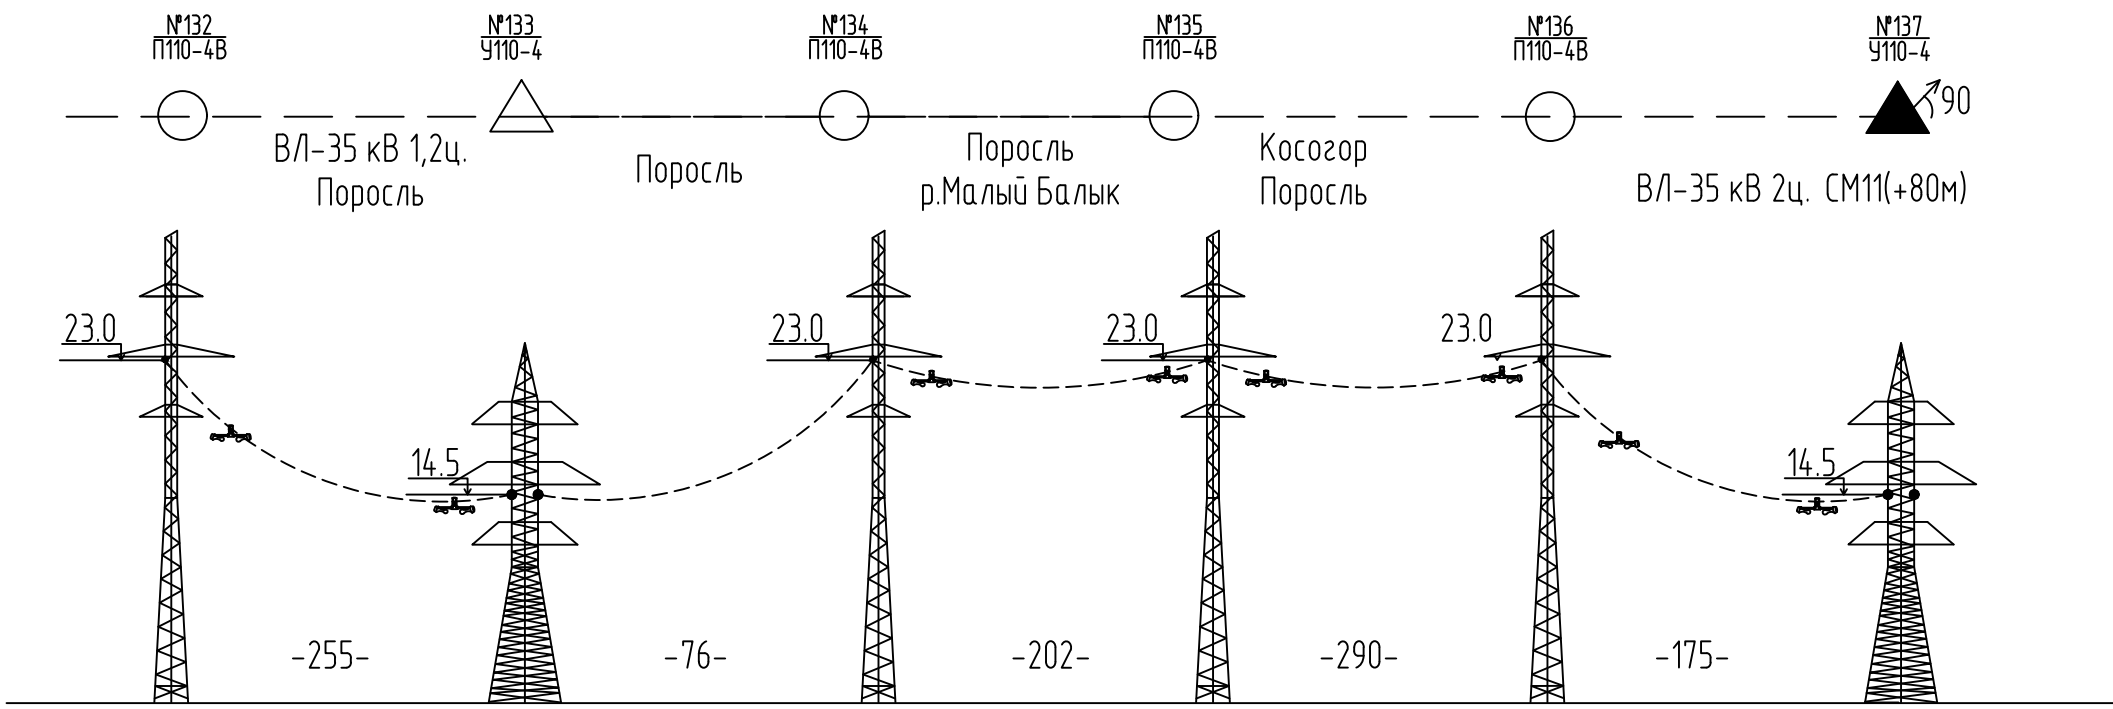 №132
П110-4В
№133
У110-4
№134
П110-4В
№135
П110-4В
№136
П110-4В
№137
У110-4
90
ВЛ-35 кВ 1,2ц.
Поросль
Поросль
Поросль
р.Малый Балык
Косогор
Поросль
ВЛ-35 кВ 2ц. СМ11(+80м)
23.0
14.5
23.0
23.0
23.0
14.5
-255-
-76-
-202-
-290-
-175-